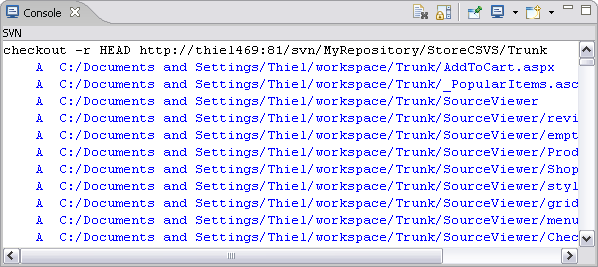 Console
SVN
checkout -r HEAD http://thiel469:81/svn/MyRepository/StoreCSVS/Trunk
A C:/Documents and Settings/Thiel/workspace/Trunk/AddToCart.aspx
A C:/Documents and Settings/Thiel/workspace/Trunk/_PopularItems.asc
A C:/Documents and Settings/Thiel/workspace/Trunk/SourceViewer
A C:/Documents and Settings/Thiel/workspace/Trunk/SourceViewer/revi
A C:/Documents and Settings/Thiel/workspace/Trunk/SourceViewer/empt
A C:/Documents and Settings/Thiel/workspace/Trunk/SourceViewer/Prod
A C:/Documents and Settings/Thiel/workspace/Trunk/SourceViewer/Shop
A C:/Documents and Settings/Thiel/workspace/Trunk/SourceViewer/styl
A C:/Documents and Settings/Thiel/workspace/Trunk/SourceViewer/grid
A C:/Documents and Settings/Thiel/workspace/Trunk/SourceViewer/menu
A C:/Documents and Settings/Thiel/workspace/Trunk/SourceViewer/Chec